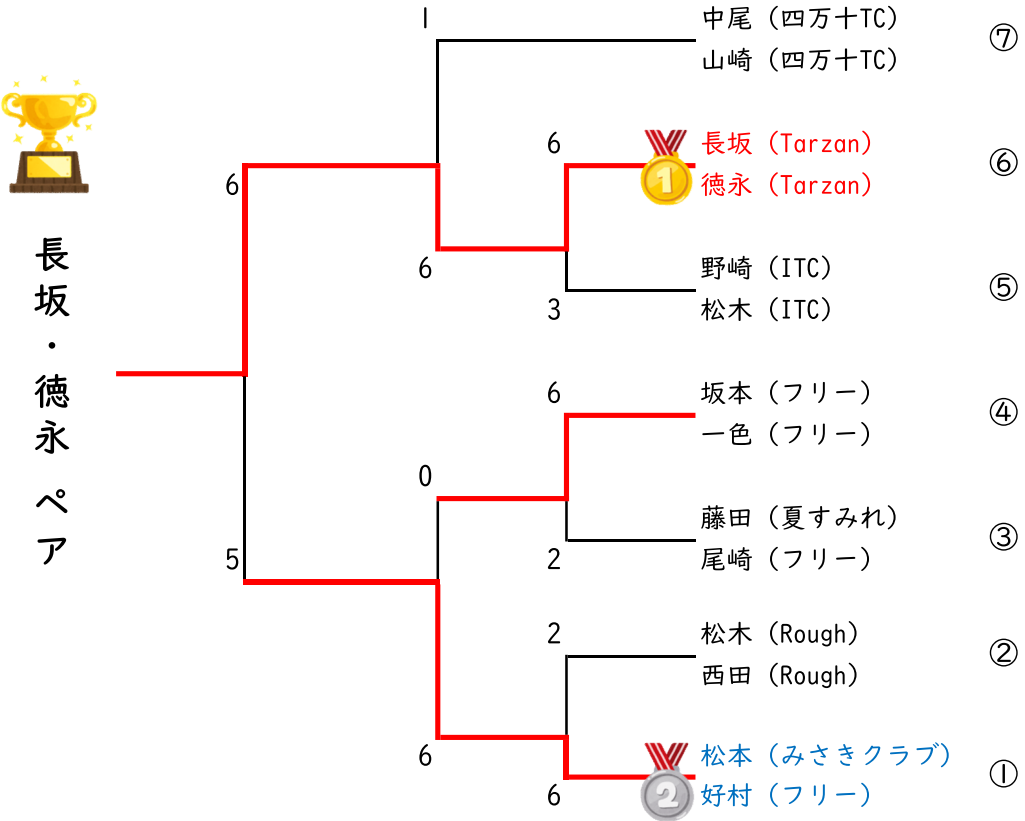 1
中尾（四万十TC）
山崎（四万十TC）
⑦
6
1
長坂（Tarzan）
徳永（Tarzan）
⑥
6
6
野崎（ITC）
松木（ITC）
⑤
3
長坂・徳永 ペア
6
坂本（フリー）
一色（フリー）
④
0
藤田（夏すみれ）
尾崎（フリー）
③
5
2
2
松木（Rough）
西田（Rough）
②
6
6
2
松本（みさきクラブ）
好村（フリー）
①